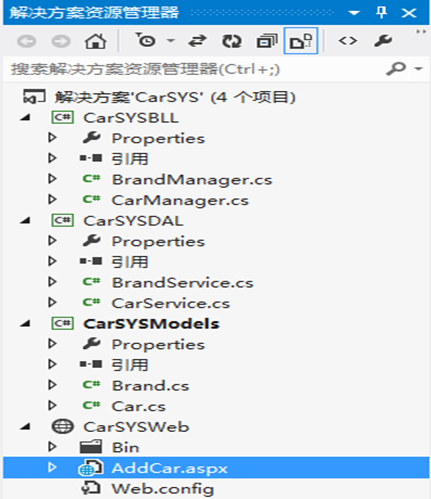 解决方案资源管理器
搜索解决方案资源管理器(Ctrl+;)
解决方案'CarSYS' (4 个项目)
C# CarSYSBLL
Properties
引用
C# BrandManager.cs
C# CarManager.cs
C# CarSYSDAL
Properties
引用
C# BrandService.cs
C# CarService.cs
C# CarSYSModels
Properties
引用
C# Brand.cs
C# Car.cs
CarSYSWeb
Bin
AddCar.aspx
Web.config